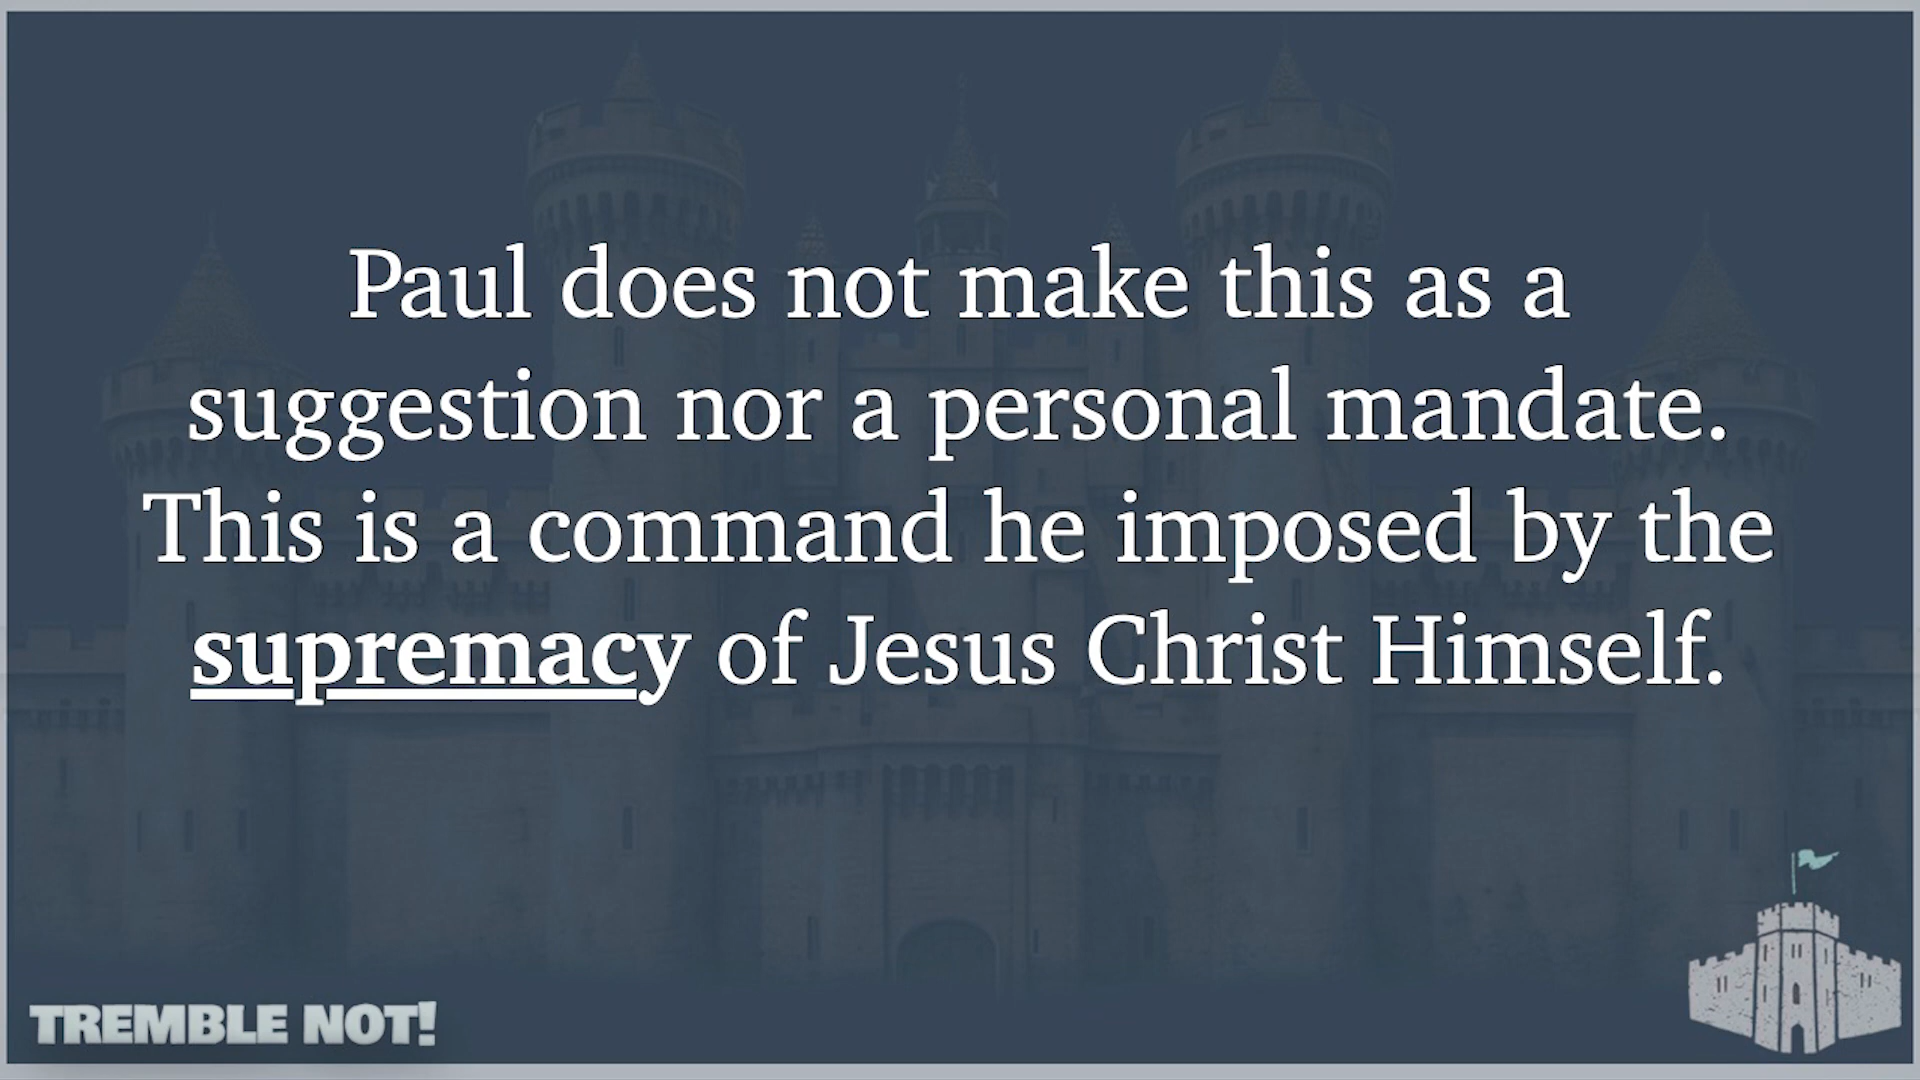 Paul does not make this as a
suggestion nor a personal mandate.
This is a command he imposed by the
supremacy of Jesus Christ Himself.
TREMBLE NOT!